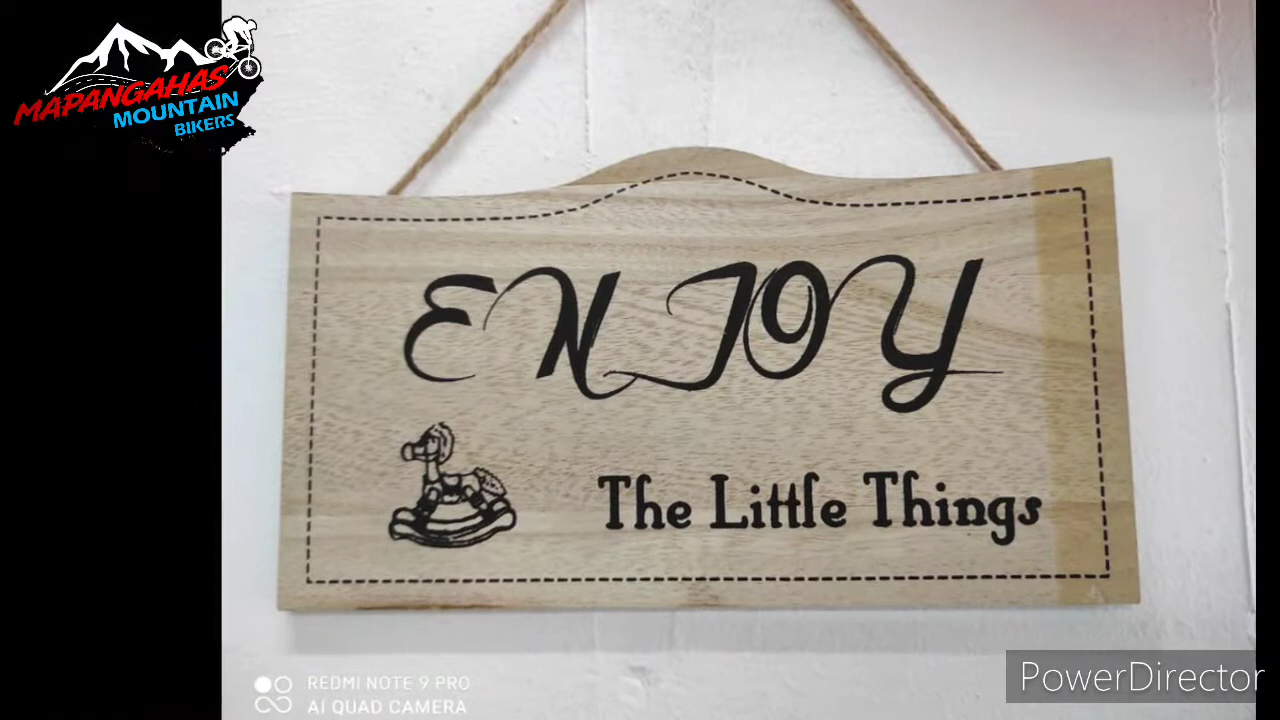 MAPANGAHAS
MOUNTAIN
BIKERS
ENJOY
The Little Things
REDMI NOTE 9 PRO
AI QUAD CAMERA
PowerDirector